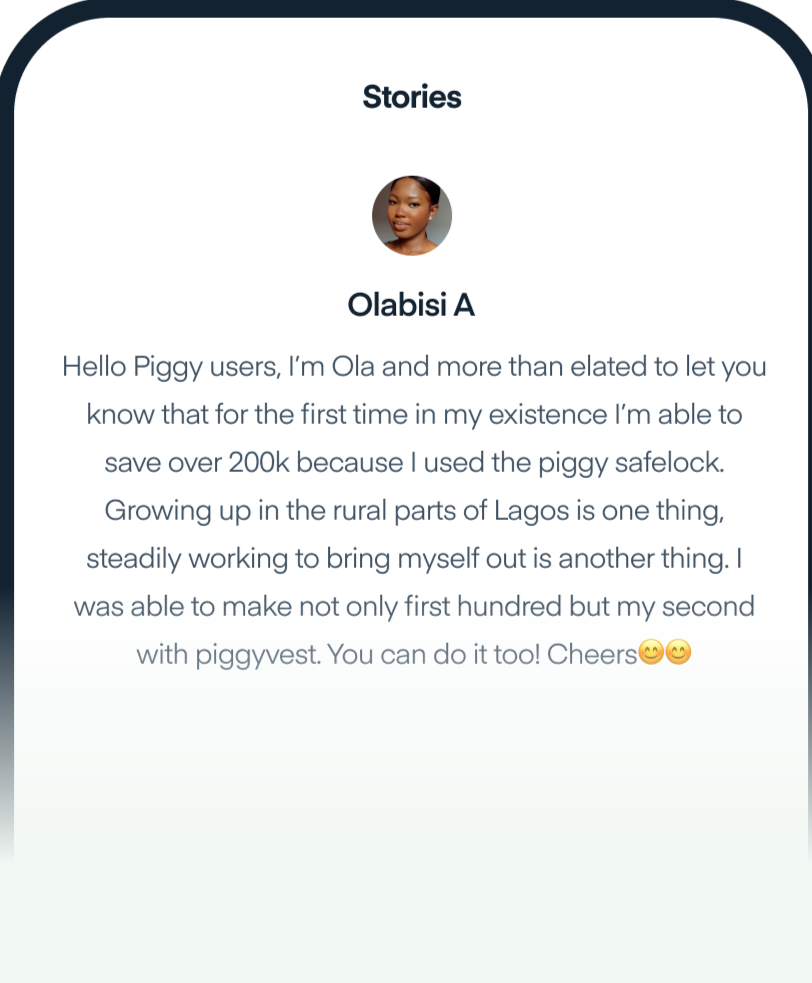 Stories
Olabisi A
Hello Piggy users, I’m Ola and more than elated to let you
know that for the first time in my existence I’m able to
save over 200k because I used the piggy safelock.
Growing up in the rural parts of Lagos is one thing,
steadily working to bring myself out is another thing. I
was able to make not only first hundred but my second
with piggyvest. You can do it too! Cheers😊😊